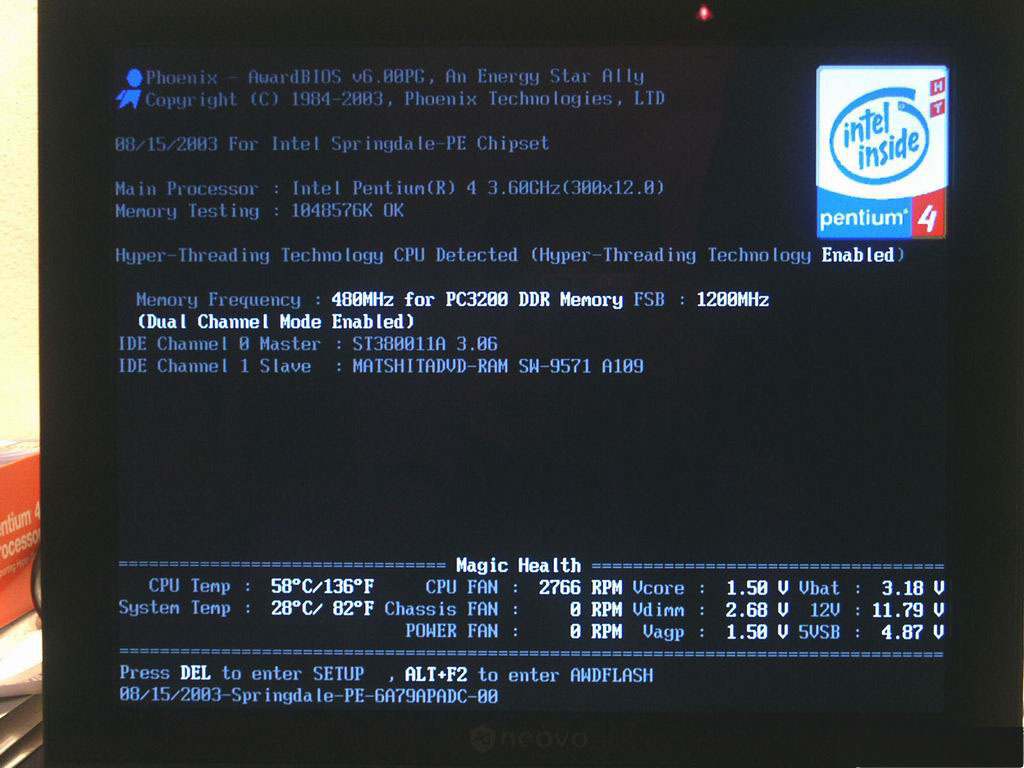 Phoenix - AwardBIOS v6.00PG, An Energy Star Ally
Copyright (C) 1984-2003, Phoenix Technologies, LTD
08/15/2003 For Intel Springdale-PE Chipset
Main Processor : Intel Pentium(R) 4 3.60GHz(300x12.0)
Memory Testing : 1048576K OK
HT
intel
inside
pentium® 4
Hyper-Threading Technology CPU Detected (Hyper-Threading Technology Enabled)
Memory Frequency : 480MHz for PC3200 DDR Memory FSB : 1200MHz
(Dual Channel Mode Enabled)
IDE Channel 0 Master : ST380011A 3.06
IDE Channel 1 Slave : MATSHITADVD-RAM SW-9571 A109
ntium 4
ocesso
Magic Health
CPU Temp : 58°C/136°F CPU FAN : 2766 RPM Vcore : 1.50 V Vbat : 3.18 V
System Temp : 28°C/ 82°F Chassis FAN : 0 RPM Vdimm : 2.68 V 12V : 11.79 V
POWER FAN : 0 RPM Vagp : 1.50 V 5VSB : 4.87 V
Press DEL to enter SETUP , ALT+F2 to enter AWDFLASH
08/15/2003-Springdale-PE-6A79APADC-00
neovo